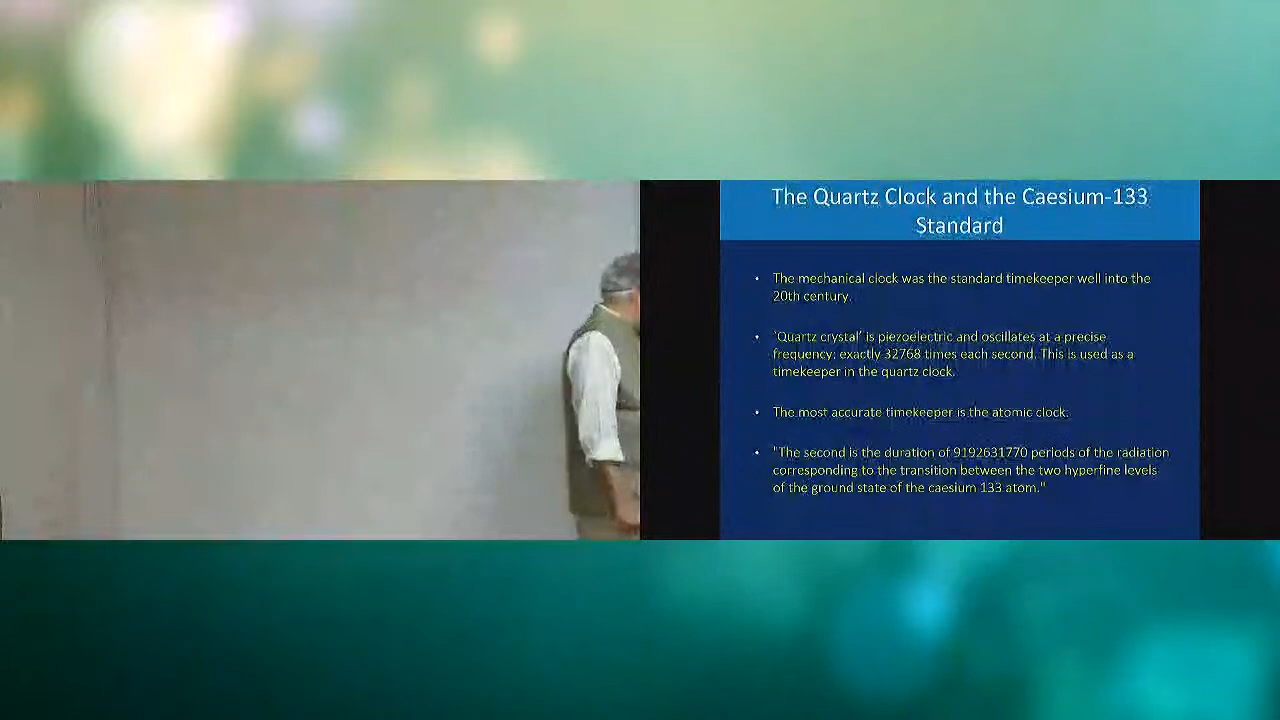 The Quartz Clock and the Caesium-133
Standard
• The mechanical clock was the standard timekeeper well into the
20th century.
• 'Quartz crystal' is piezoelectric and oscillates at a precise
frequency: exactly 32768 times each second. This is used as a
timekeeper in the quartz clock.
• The most accurate timekeeper is the atomic clock:
• "The second is the duration of 9192631770 periods of the radiation
corresponding to the transition between the two hyperfine levels
of the ground state of the caesium 133 atom."